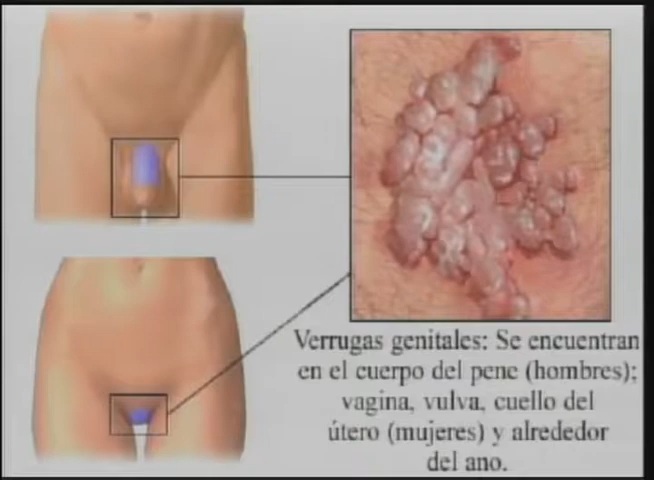 Verrugas genitales: Se encuentran
en el cuerpo del pene (hombres);
vagina, vulva, cuello del
útero (mujeres) y alrededor
del ano.